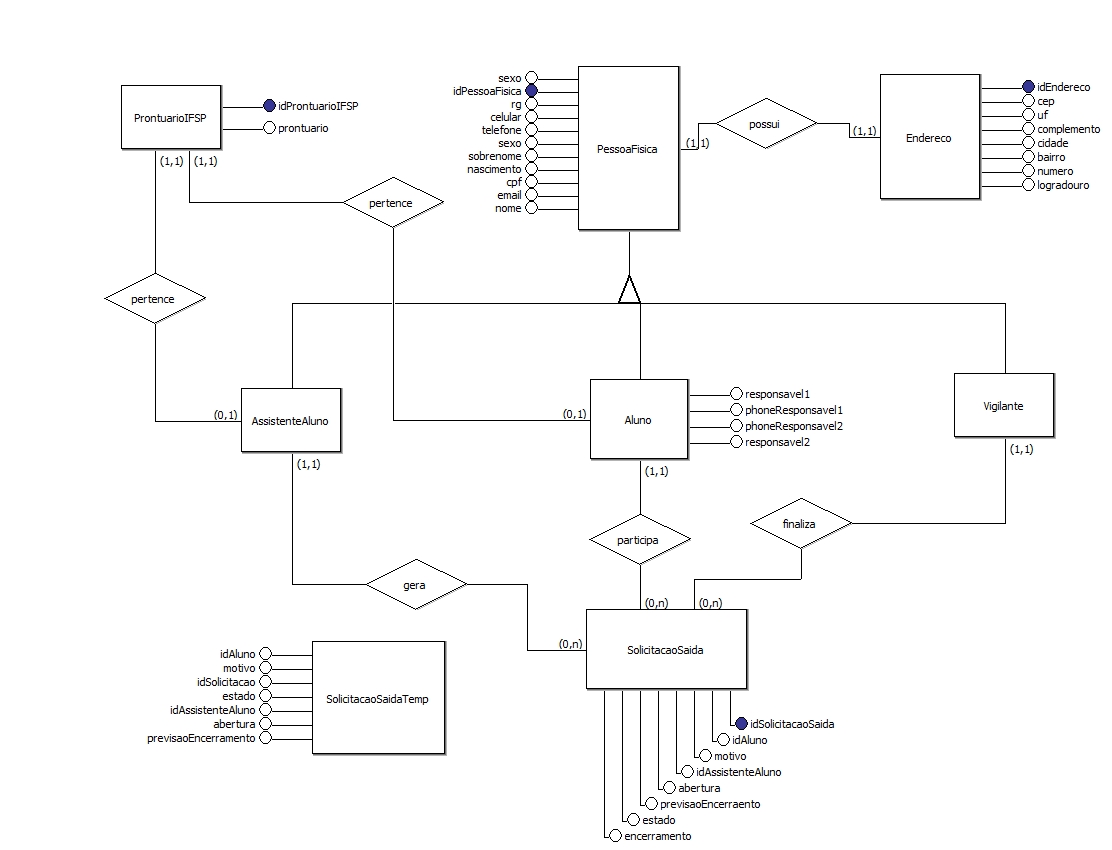 ProntuarioIFSP
idProntuarioIFSP
prontuario
(1,1)
(1,1)
sexo
idPessoaFisica
rg
celular
telefone
sexo
sobrenome
nascimento
cpf
email
nome
PessoaFisica
(1,1)
possui
(1,1)
Endereco
idEndereco
cep
uf
complemento
cidade
bairro
numero
logradouro
pertence
pertence
(0,1)
AssistenteAluno
(1,1)
(0,1)
Aluno
responsavel1
phoneResponsavel1
phoneResponsavel2
responsavel2
(1,1)
Vigilante
(1,1)
finaliza
participa
gera
(0,n)
(0,n)
(0,n)
SolicitacaoSaida
idAluno
motivo
idSolicitacao
estado
idAssistenteAluno
abertura
previsaoEncerramento
SolicitacaoSaidaTemp
idSolicitacaoSaida
idAluno
motivo
idAssistenteAluno
abertura
previsaoEncerraento
estado
encerramento